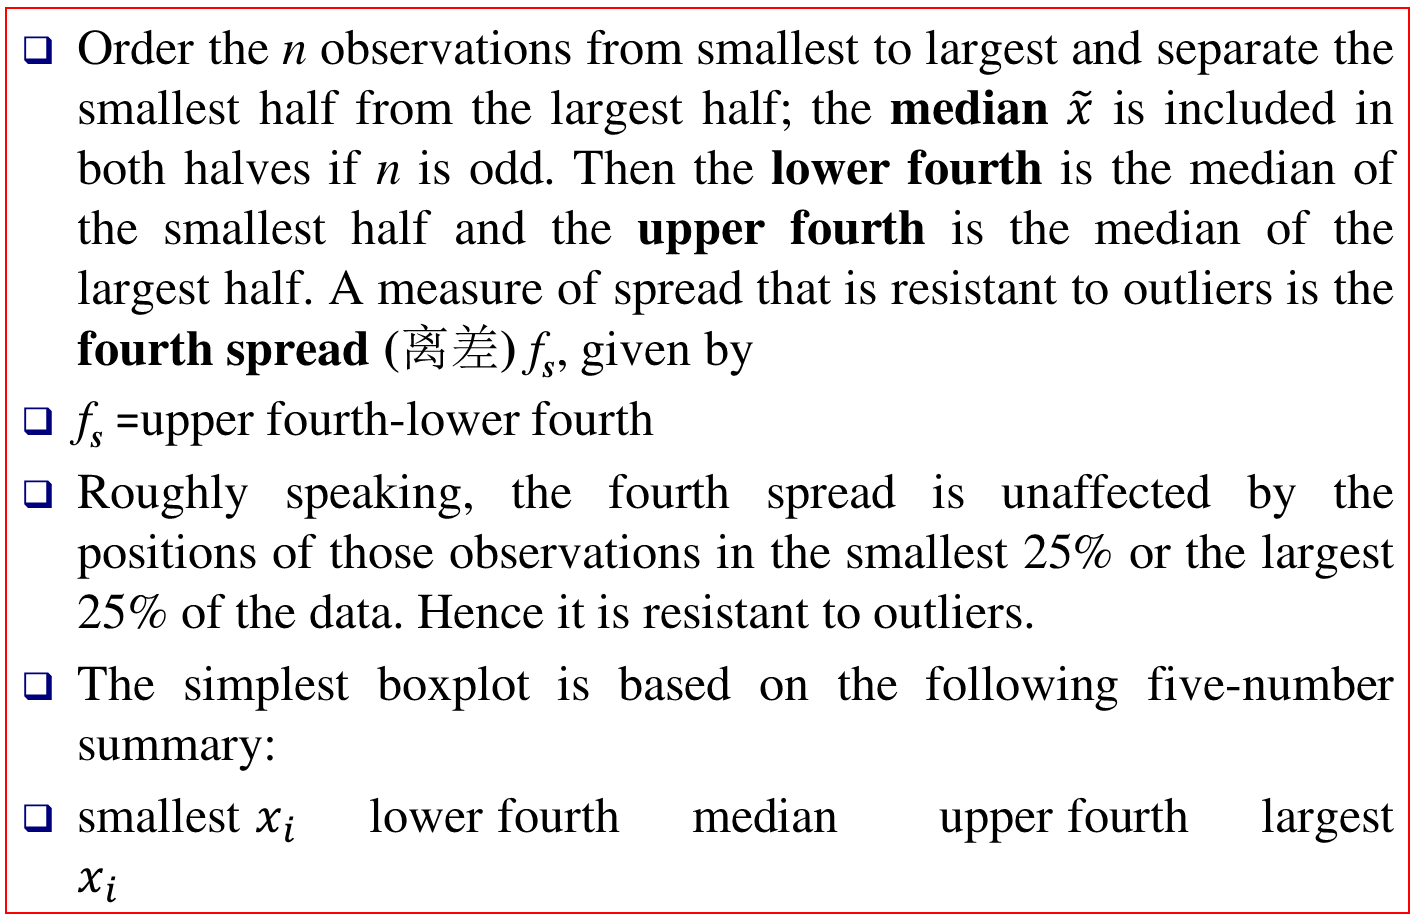 ❑ Order the n observations from smallest to largest and separate the
smallest half from the largest half; the median x̃ is included in
both halves if n is odd. Then the lower fourth is the median of
the smallest half and the upper fourth is the median of the
largest half. A measure of spread that is resistant to outliers is the
fourth spread (离差) fₛ, given by
❑ fₛ =upper fourth-lower fourth
❑ Roughly speaking, the fourth spread is unaffected by the
positions of those observations in the smallest 25% or the largest
25% of the data. Hence it is resistant to outliers.
❑ The simplest boxplot is based on the following five-number
summary:
❑ smallest xᵢ lower fourth median upper fourth largest
xᵢ